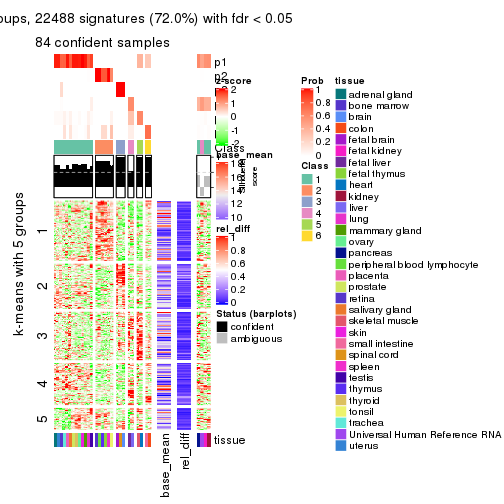 oups, 22488 signatures (72.0%) with fdr < 0.05
84 confident samples
p1
p2
Class
k-means with 5 groups
1
2
3
4
5
tissue
base_mean
rel_diff
z-score
2
1
0
-1
-2
base_mean
16
14
12
10
score
rel_diff
1
0.8
0.6
0.4
0.2
0
Status (barplots)
confident
ambiguous
Prob
1
0.8
0.6
0.4
0.2
0
Class
1
2
3
4
5
6
tissue
adrenal gland
bone marrow
brain
colon
fetal brain
fetal kidney
fetal liver
fetal thymus
heart
kidney
liver
lung
mammary gland
ovary
pancreas
peripheral blood lymphocyte
placenta
prostate
retina
salivary gland
skeletal muscle
skin
small intestine
spinal cord
spleen
testis
thymus
thyroid
tonsil
trachea
Universal Human Reference RNA
uterus